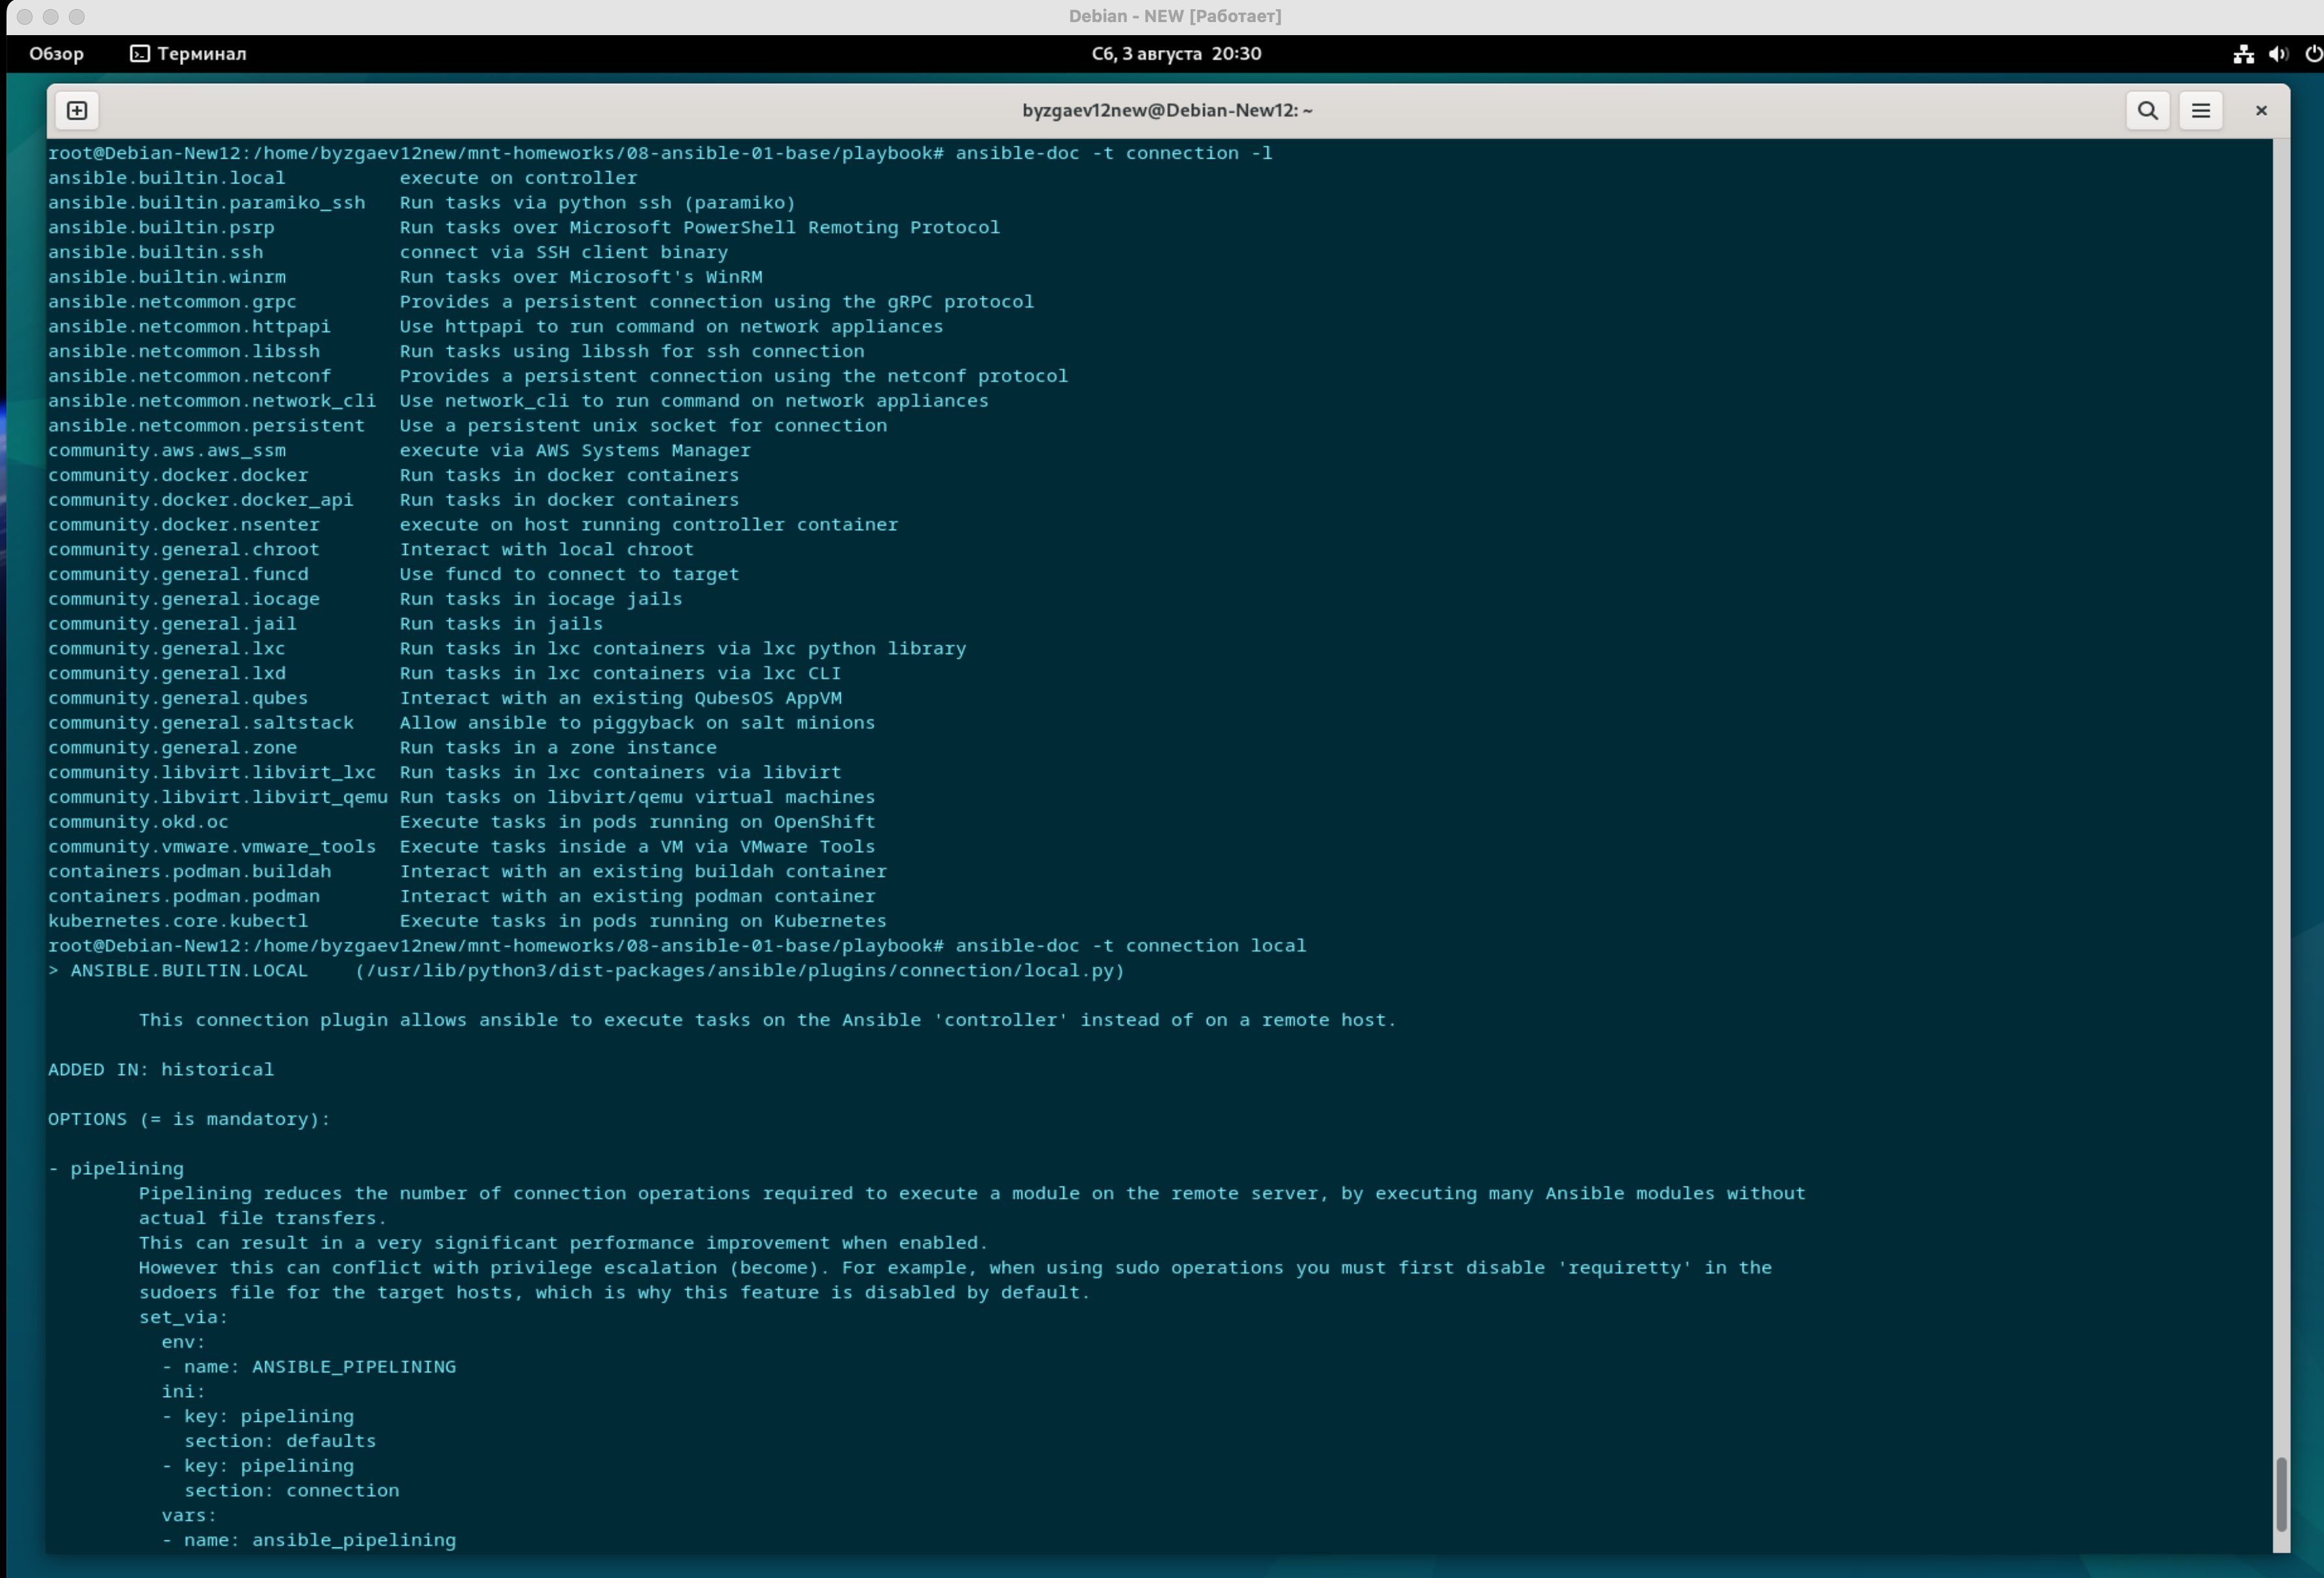 Debian - NEW [Работает]
Обзор Терминал Сб, 3 августа 20:30
byzgaev12new@Debian-New12: ~
root@Debian-New12:/home/byzgaev12new/mnt-homeworks/08-ansible-01-base/playbook# ansible-doc -t connection -l
ansible.builtin.local execute on controller
ansible.builtin.paramiko_ssh Run tasks via python ssh (paramiko)
ansible.builtin.psrp Run tasks over Microsoft PowerShell Remoting Protocol
ansible.builtin.ssh connect via SSH client binary
ansible.builtin.winrm Run tasks over Microsoft's WinRM
ansible.netcommon.grpc Provides a persistent connection using the gRPC protocol
ansible.netcommon.httpapi Use httpapi to run command on network appliances
ansible.netcommon.libssh Run tasks using libssh for ssh connection
ansible.netcommon.netconf Provides a persistent connection using the netconf protocol
ansible.netcommon.network_cli Use network_cli to run command on network appliances
ansible.netcommon.persistent Use a persistent unix socket for connection
community.aws.aws_ssm execute via AWS Systems Manager
community.docker.docker Run tasks in docker containers
community.docker.docker_api Run tasks in docker containers
community.docker.nsenter execute on host running controller container
community.general.chroot Interact with local chroot
community.general.funcd Use funcd to connect to target
community.general.iocage Run tasks in iocage jails
community.general.jail Run tasks in jails
community.general.lxc Run tasks in lxc containers via lxc python library
community.general.lxd Run tasks in lxc containers via lxc CLI
community.general.qubes Interact with an existing QubesOS AppVM
community.general.saltstack Allow ansible to piggyback on salt minions
community.general.zone Run tasks in a zone instance
community.libvirt.libvirt_lxc Run tasks in lxc containers via libvirt
community.libvirt.libvirt_qemu Run tasks on libvirt/qemu virtual machines
community.okd.oc Execute tasks in pods running on OpenShift
community.vmware.vmware_tools Execute tasks inside a VM via VMware Tools
containers.podman.buildah Interact with an existing buildah container
containers.podman.podman Interact with an existing podman container
kubernetes.core.kubectl Execute tasks in pods running on Kubernetes
root@Debian-New12:/home/byzgaev12new/mnt-homeworks/08-ansible-01-base/playbook# ansible-doc -t connection local
> ANSIBLE.BUILTIN.LOCAL (/usr/lib/python3/dist-packages/ansible/plugins/connection/local.py)
This connection plugin allows ansible to execute tasks on the Ansible 'controller' instead of on a remote host.
ADDED IN: historical
OPTIONS (= is mandatory):
- pipelining
Pipelining reduces the number of connection operations required to execute a module on the remote server, by executing many Ansible modules without
actual file transfers.
This can result in a very significant performance improvement when enabled.
However this can conflict with privilege escalation (become). For example, when using sudo operations you must first disable 'requiretty' in the
sudoers file for the target hosts, which is why this feature is disabled by default.
set_via:
env:
- name: ANSIBLE_PIPELINING
ini:
- key: pipelining
section: defaults
- key: pipelining
section: connection
vars:
- name: ansible_pipelining